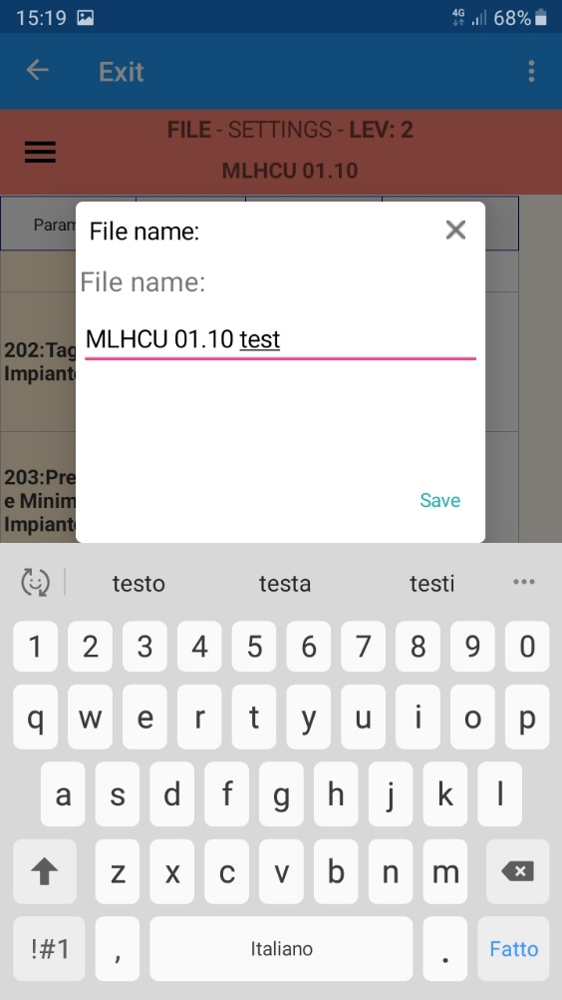 15:19 4G 68%
Exit
FILE - SETTINGS - LEV: 2
MLHCU 01.10
Param
File name:
File name:
MLHCU 01.10 test
202:Tag
Impiant
203:Pre
e Minim
Impiant
Save
testo testa testi
1 2 3 4 5 6 7 8 9 0
q w e r t y u i o p
a s d f g h j k l
z x c v b n m
!#1 , Italiano . Fatto